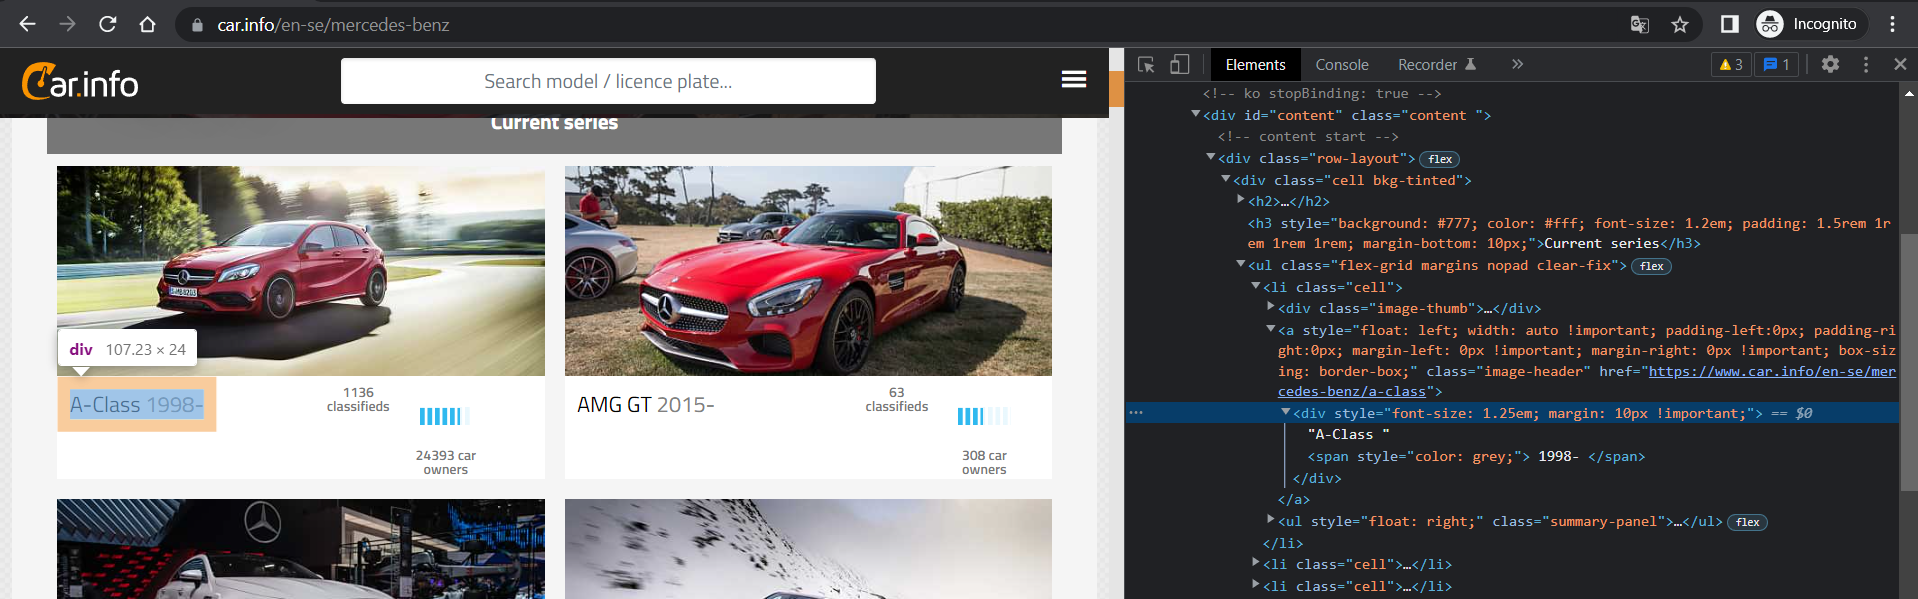 car.info/en-se/mercedes-benz
Incognito
Car.info
Search model / licence plate...
Current series
div 107.23 × 24
A-Class 1998-
1136
classifieds
24393 car
owners
AMG GT 2015-
63
classifieds
308 car
owners
Elements Console Recorder » 3 1
<!-- ko stopBinding: true -->
<div id="content" class="content ">
<!-- content start -->
<div class="row-layout"> flex
<div class="cell bkg-tinted">
<h2>…</h2>
<h3 style="background: #777; color: #fff; font-size: 1.2em; padding: 1.5rem 1r
em 1rem 1rem; margin-bottom: 10px;">Current series</h3>
<ul class="flex-grid margins nopad clear-fix"> flex
<li class="cell">
<div class="image-thumb">…</div>
<a style="float: left; width: auto !important; padding-left:0px; padding-ri
ght:0px; margin-left: 0px !important; margin-right: 0px !important; box-siz
ing: border-box;" class="image-header" href="https://www.car.info/en-se/mer
cedes-benz/a-class">
<div style="font-size: 1.25em; margin: 10px !important;"> == $0
"A-Class "
<span style="color: grey;"> 1998- </span>
</div>
</a>
<ul style="float: right;" class="summary-panel">…</ul> flex
</li>
<li class="cell">…</li>
<li class="cell">…</li>